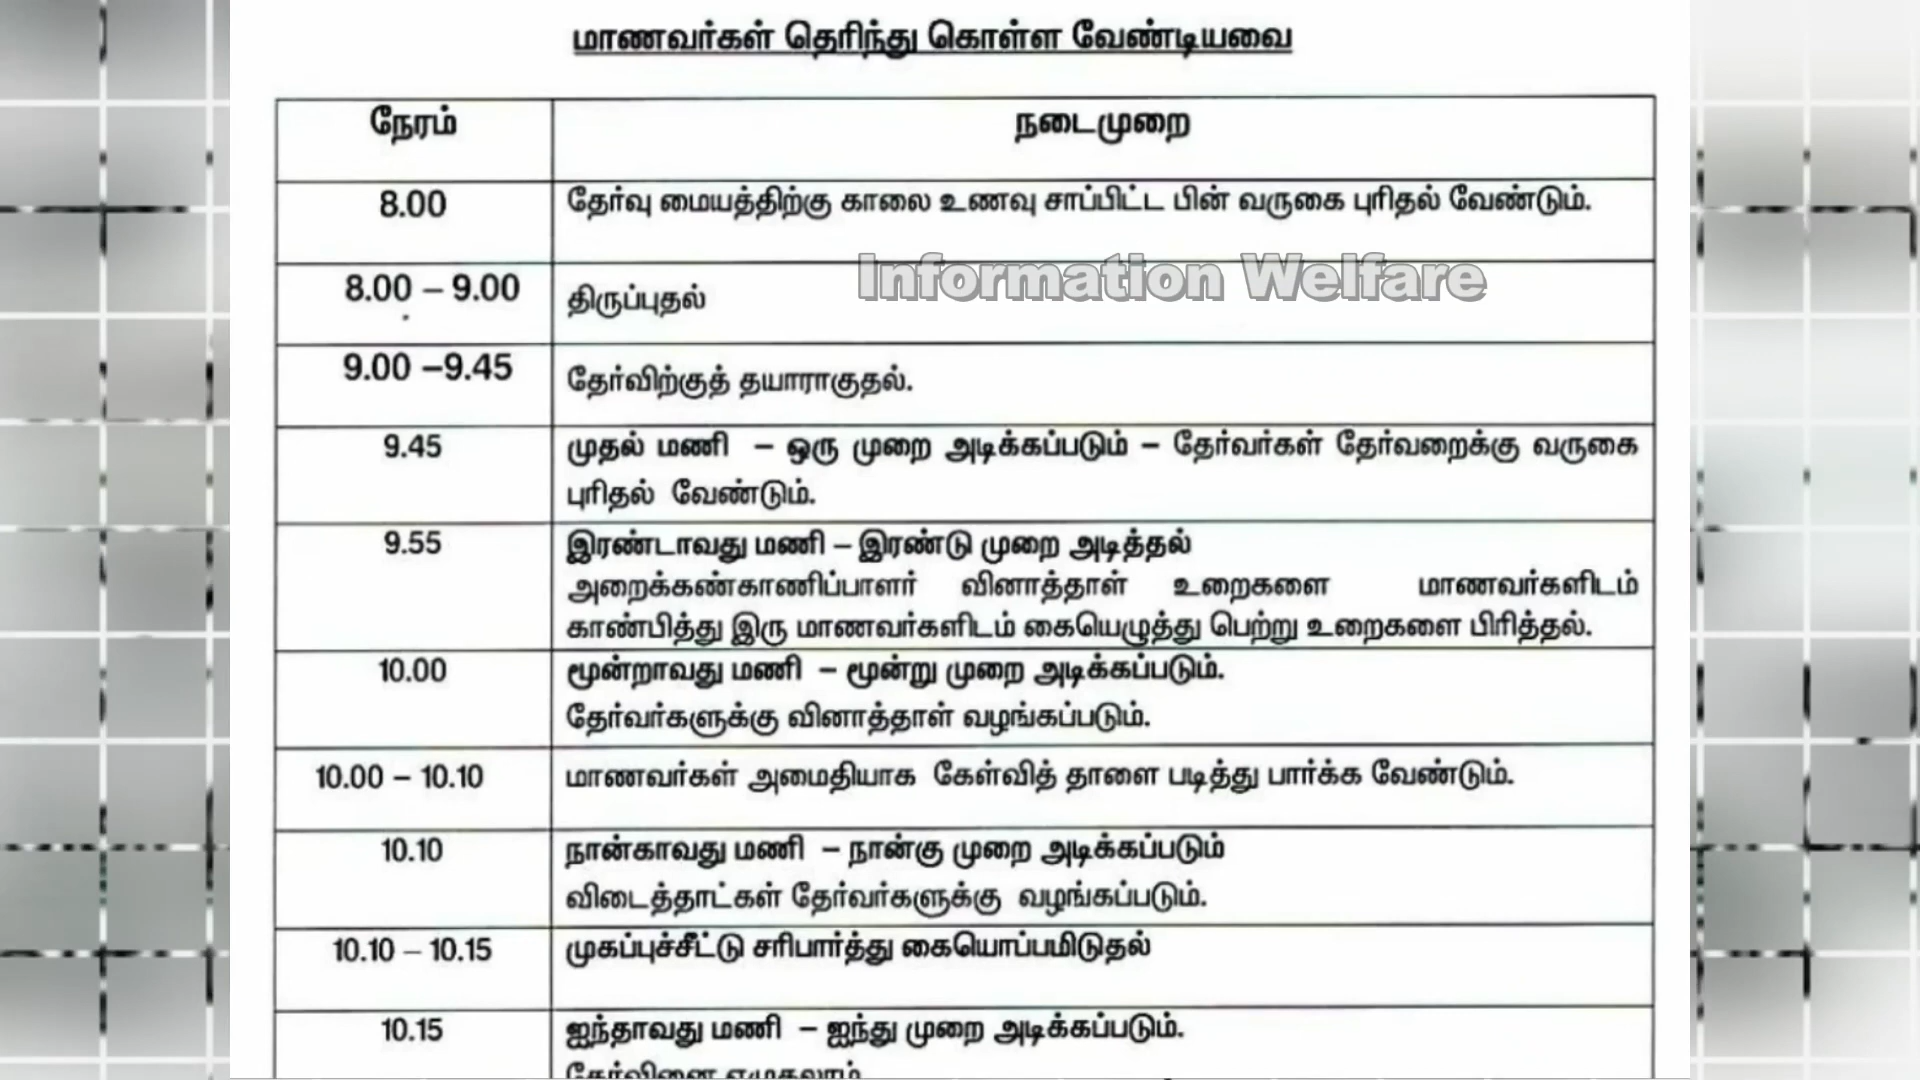 மாணவர்கள் தெரிந்து கொள்ள வேண்டியவை
நேரம் நடைமுறை
8.00 தேர்வு மையத்திற்கு காலை உணவு சாப்பிட்ட பின் வருகை புரிதல் வேண்டும்.
Information Welfare
8.00 – 9.00 திருப்புதல்
9.00 –9.45 தேர்விற்குத் தயாராகுதல்.
9.45 முதல் மணி – ஒரு முறை அடிக்கப்படும் – தேர்வர்கள் தேர்வறைக்கு வருகை
புரிதல் வேண்டும்.
9.55 இரண்டாவது மணி – இரண்டு முறை அடித்தல்
அறைக்கண்காணிப்பாளர் வினாத்தாள் உறைகளை மாணவர்களிடம்
காண்பித்து இரு மாணவர்களிடம் கையெழுத்து பெற்று உறைகளை பிரித்தல்.
10.00 மூன்றாவது மணி – மூன்று முறை அடிக்கப்படும்.
தேர்வர்களுக்கு வினாத்தாள் வழங்கப்படும்.
10.00 – 10.10 மாணவர்கள் அமைதியாக கேள்வித் தாளை படித்து பார்க்க வேண்டும்.
10.10 நான்காவது மணி – நான்கு முறை அடிக்கப்படும்
விடைத்தாட்கள் தேர்வர்களுக்கு வழங்கப்படும்.
10.10 – 10.15 முகப்புச்சீட்டு சரிபார்த்து கையொப்பமிடுதல்
10.15 ஐந்தாவது மணி – ஐந்து முறை அடிக்கப்படும்.
தேர்வினை எழுதலாம்